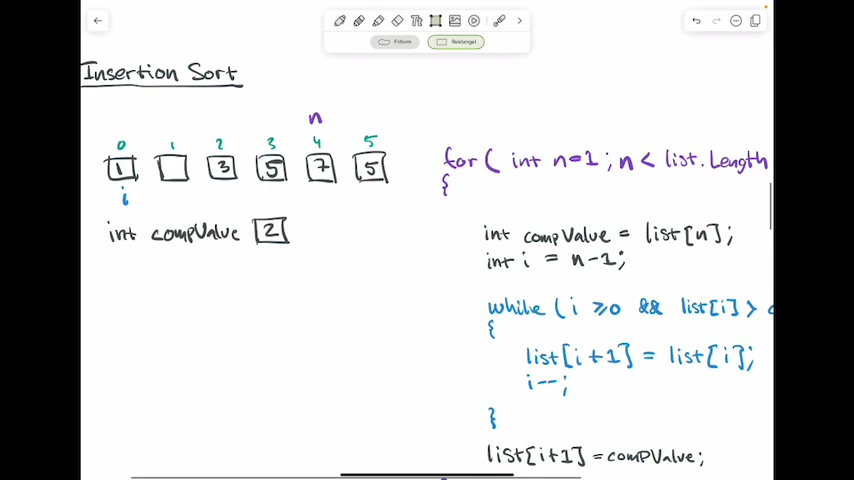 Friform
Rektangel
Insertion Sort
n
0 1 2 3 4 5
1 3 5 7 5
i
int compValue 2
for ( int n=1 ; n < list.Length
{
int compValue = list[n];
int i = n-1;
while ( i ≥0 && list[i] >
{
list[i+1] = list[i];
i--;
}
list[i+1] = compValue;